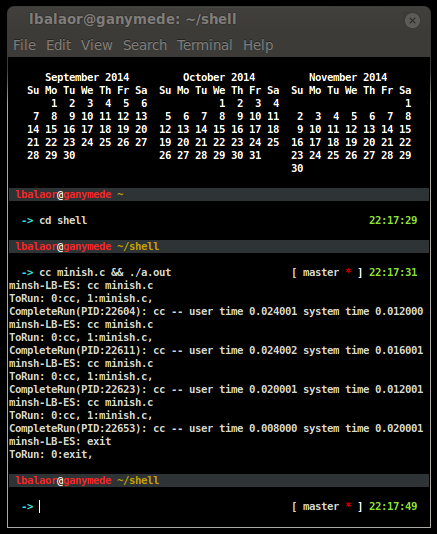 lbalaor@ganymede: ~/shell
File Edit View Search Terminal Help
September 2014 October 2014 November 2014
Su Mo Tu We Th Fr Sa Su Mo Tu We Th Fr Sa Su Mo Tu We Th Fr Sa
1 2 3 4 5 6 1 2 3 4 1
7 8 9 10 11 12 13 5 6 7 8 9 10 11 2 3 4 5 6 7 8
14 15 16 17 18 19 20 12 13 14 15 16 17 18 9 10 11 12 13 14 15
21 22 23 24 25 26 27 19 20 21 22 23 24 25 16 17 18 19 20 21 22
28 29 30 26 27 28 29 30 31 23 24 25 26 27 28 29
30
lbalaor@ganymede ~
-> cd shell 22:17:29
lbalaor@ganymede ~/shell
-> cc minish.c && ./a.out [ master * ] 22:17:31
minsh-LB-ES: cc minish.c
ToRun: 0:cc, 1:minish.c,
CompleteRun(PID:22604): cc -- user time 0.024001 system time 0.012000
minsh-LB-ES: cc minish.c
ToRun: 0:cc, 1:minish.c,
CompleteRun(PID:22611): cc -- user time 0.024002 system time 0.016001
minsh-LB-ES: cc minish.c
ToRun: 0:cc, 1:minish.c,
CompleteRun(PID:22623): cc -- user time 0.020001 system time 0.012001
minsh-LB-ES: cc minish.c
ToRun: 0:cc, 1:minish.c,
CompleteRun(PID:22653): cc -- user time 0.008000 system time 0.020001
minsh-LB-ES: exit
ToRun: 0:exit,
lbalaor@ganymede ~/shell
-> [ master * ] 22:17:49